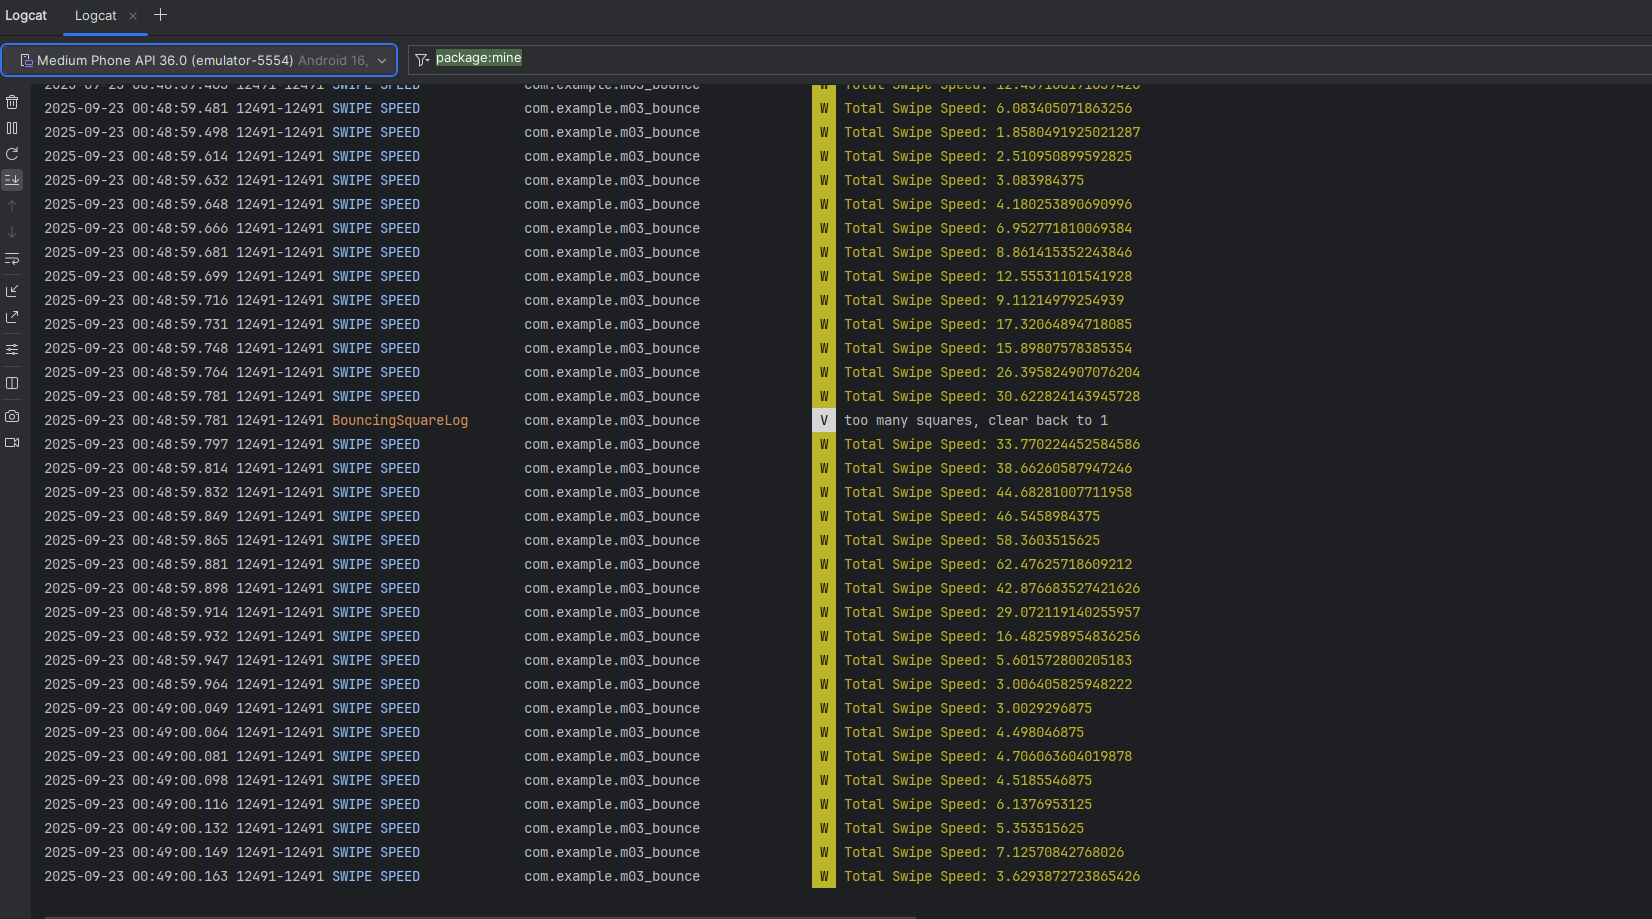 Logcat Logcat
Medium Phone API 36.0 (emulator-5554) Android 16, package:mine
2025-09-23 00:48:59.481 12491-12491 SWIPE SPEED com.example.m03_bounce W Total Swipe Speed: 6.083405071863256
2025-09-23 00:48:59.498 12491-12491 SWIPE SPEED com.example.m03_bounce W Total Swipe Speed: 1.8580491925021287
2025-09-23 00:48:59.614 12491-12491 SWIPE SPEED com.example.m03_bounce W Total Swipe Speed: 2.510950899592825
2025-09-23 00:48:59.632 12491-12491 SWIPE SPEED com.example.m03_bounce W Total Swipe Speed: 3.083984375
2025-09-23 00:48:59.648 12491-12491 SWIPE SPEED com.example.m03_bounce W Total Swipe Speed: 4.180253890690996
2025-09-23 00:48:59.666 12491-12491 SWIPE SPEED com.example.m03_bounce W Total Swipe Speed: 6.952771810069384
2025-09-23 00:48:59.681 12491-12491 SWIPE SPEED com.example.m03_bounce W Total Swipe Speed: 8.861415352243846
2025-09-23 00:48:59.699 12491-12491 SWIPE SPEED com.example.m03_bounce W Total Swipe Speed: 12.55531101541928
2025-09-23 00:48:59.716 12491-12491 SWIPE SPEED com.example.m03_bounce W Total Swipe Speed: 9.11214979254939
2025-09-23 00:48:59.731 12491-12491 SWIPE SPEED com.example.m03_bounce W Total Swipe Speed: 17.32064894718085
2025-09-23 00:48:59.748 12491-12491 SWIPE SPEED com.example.m03_bounce W Total Swipe Speed: 15.89807578385354
2025-09-23 00:48:59.764 12491-12491 SWIPE SPEED com.example.m03_bounce W Total Swipe Speed: 26.395824907076204
2025-09-23 00:48:59.781 12491-12491 SWIPE SPEED com.example.m03_bounce W Total Swipe Speed: 30.622824143945728
2025-09-23 00:48:59.781 12491-12491 BouncingSquareLog com.example.m03_bounce V too many squares, clear back to 1
2025-09-23 00:48:59.797 12491-12491 SWIPE SPEED com.example.m03_bounce W Total Swipe Speed: 33.770224452584586
2025-09-23 00:48:59.814 12491-12491 SWIPE SPEED com.example.m03_bounce W Total Swipe Speed: 38.66260587947246
2025-09-23 00:48:59.832 12491-12491 SWIPE SPEED com.example.m03_bounce W Total Swipe Speed: 44.68281007711958
2025-09-23 00:48:59.849 12491-12491 SWIPE SPEED com.example.m03_bounce W Total Swipe Speed: 46.5458984375
2025-09-23 00:48:59.865 12491-12491 SWIPE SPEED com.example.m03_bounce W Total Swipe Speed: 58.3603515625
2025-09-23 00:48:59.881 12491-12491 SWIPE SPEED com.example.m03_bounce W Total Swipe Speed: 62.47625718609212
2025-09-23 00:48:59.898 12491-12491 SWIPE SPEED com.example.m03_bounce W Total Swipe Speed: 42.876683527421626
2025-09-23 00:48:59.914 12491-12491 SWIPE SPEED com.example.m03_bounce W Total Swipe Speed: 29.072119140255957
2025-09-23 00:48:59.932 12491-12491 SWIPE SPEED com.example.m03_bounce W Total Swipe Speed: 16.482598954836256
2025-09-23 00:48:59.947 12491-12491 SWIPE SPEED com.example.m03_bounce W Total Swipe Speed: 5.601572800205183
2025-09-23 00:48:59.964 12491-12491 SWIPE SPEED com.example.m03_bounce W Total Swipe Speed: 3.006405825948222
2025-09-23 00:49:00.049 12491-12491 SWIPE SPEED com.example.m03_bounce W Total Swipe Speed: 3.0029296875
2025-09-23 00:49:00.064 12491-12491 SWIPE SPEED com.example.m03_bounce W Total Swipe Speed: 4.498046875
2025-09-23 00:49:00.081 12491-12491 SWIPE SPEED com.example.m03_bounce W Total Swipe Speed: 4.706063604019878
2025-09-23 00:49:00.098 12491-12491 SWIPE SPEED com.example.m03_bounce W Total Swipe Speed: 4.5185546875
2025-09-23 00:49:00.116 12491-12491 SWIPE SPEED com.example.m03_bounce W Total Swipe Speed: 6.1376953125
2025-09-23 00:49:00.132 12491-12491 SWIPE SPEED com.example.m03_bounce W Total Swipe Speed: 5.353515625
2025-09-23 00:49:00.149 12491-12491 SWIPE SPEED com.example.m03_bounce W Total Swipe Speed: 7.12570842768026
2025-09-23 00:49:00.163 12491-12491 SWIPE SPEED com.example.m03_bounce W Total Swipe Speed: 3.6293872723865426